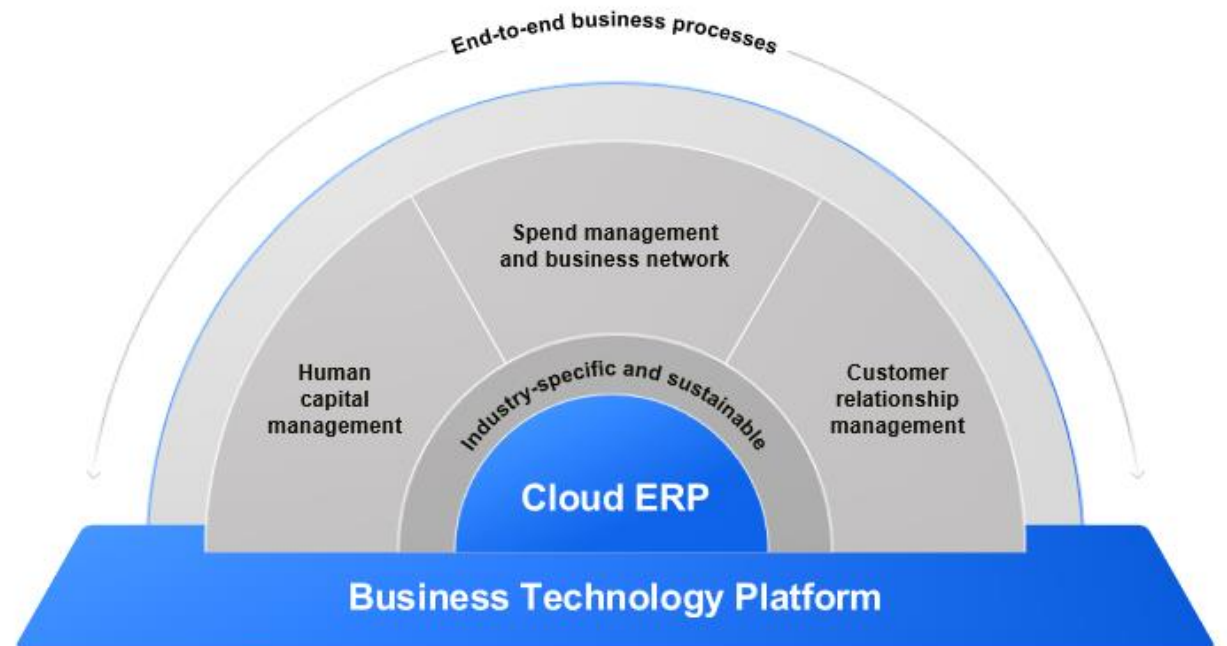 End-to-end business processes
Spend management
and business network
Human
capital
management
Customer
relationship
management
Industry-specific and sustainable
Cloud ERP
Business Technology Platform